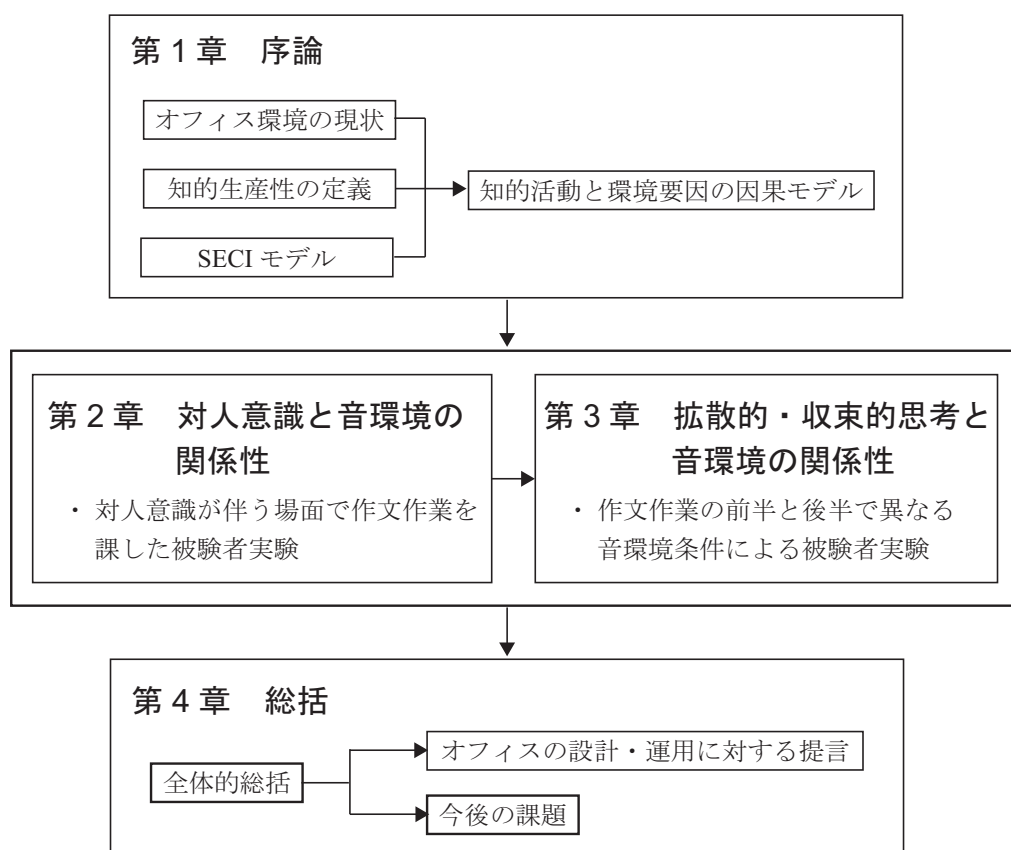 第1章　序論
オフィス環境の現状
知的生産性の定義
SECIモデル
知的活動と環境要因の因果モデル
第2章　対人意識と音環境の
関係性
・ 対人意識が伴う場面で作文作業を
課した被験者実験
第3章　拡散的・収束的思考と
音環境の関係性
・ 作文作業の前半と後半で異なる
音環境条件による被験者実験
第4章　総括
全体的総括
オフィスの設計・運用に対する提言
今後の課題